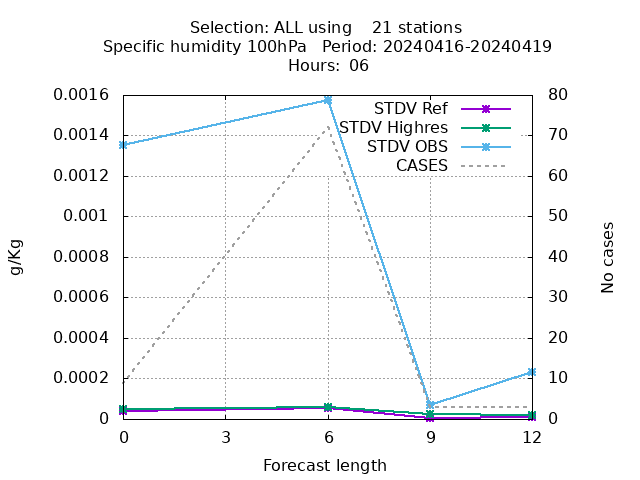 Selection: ALL using    21 stations
Specific humidity 100hPa   Period: 20240416-20240419
Hours: 06
STDV Ref
STDV Highres
STDV OBS
CASES
0.0016
0.0014
0.0012
0.001
0.0008
0.0006
0.0004
0.0002
0
80
70
60
50
40
30
20
10
0
g/Kg
No cases
0 3 6 9 12
Forecast length